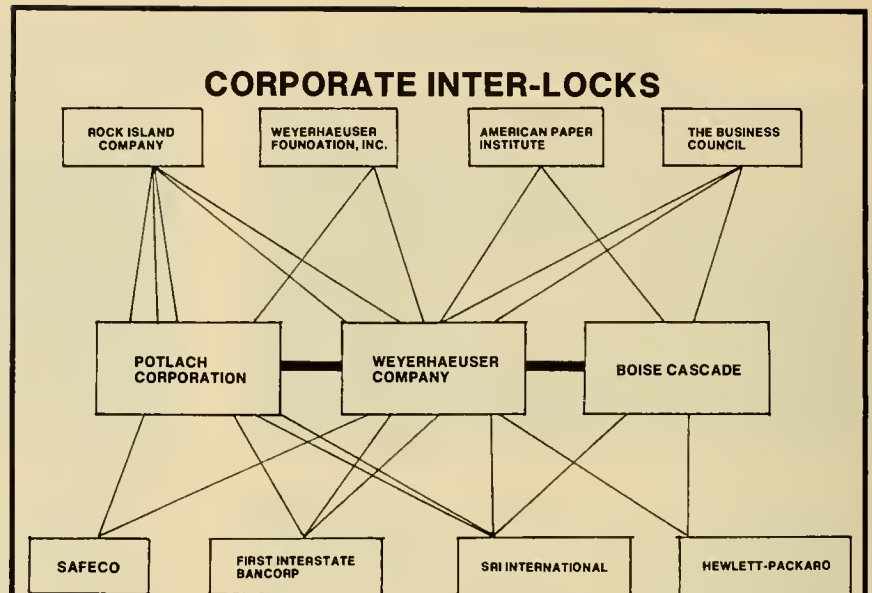 CORPORATE INTER-LOCKS
ROCK ISLAND
COMPANY
WEYERHAEUSER
FOUNDATION, INC.
AMERICAN PAPER
INSTITUTE
THE BUSINESS
COUNCIL
POTLACH
CORPORATION
WEYERHAEUSER
COMPANY
BOISE CASCADE
SAFECO
FIRST INTERSTATE
BANCORP
SRI INTERNATIONAL
HEWLETT-PACKARO